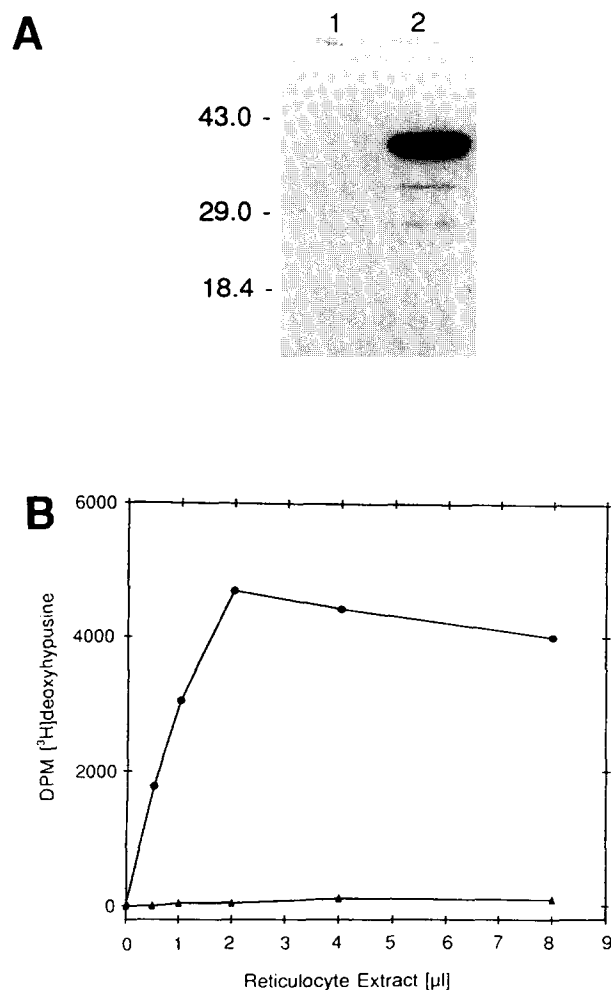 A
1 2
43.0 -
29.0 -
18.4 -
B
6000
4000
2000
0
DPM [³H]deoxyhypusine
0 1 2 3 4 5 6 7 8 9
Reticulocyte Extract [µl]